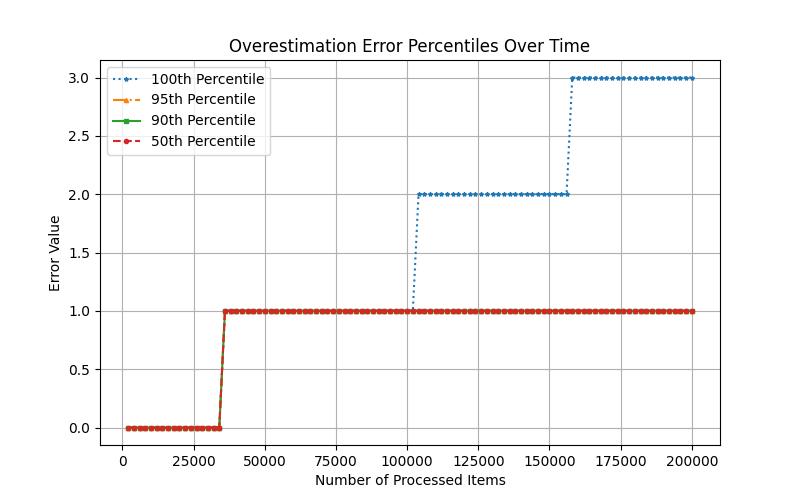 Overestimation Error Percentiles Over Time
100th Percentile
95th Percentile
90th Percentile
50th Percentile
Error Value
3.0
2.5
2.0
1.5
1.0
0.5
0.0
0 25000 50000 75000 100000 125000 150000 175000 200000
Number of Processed Items